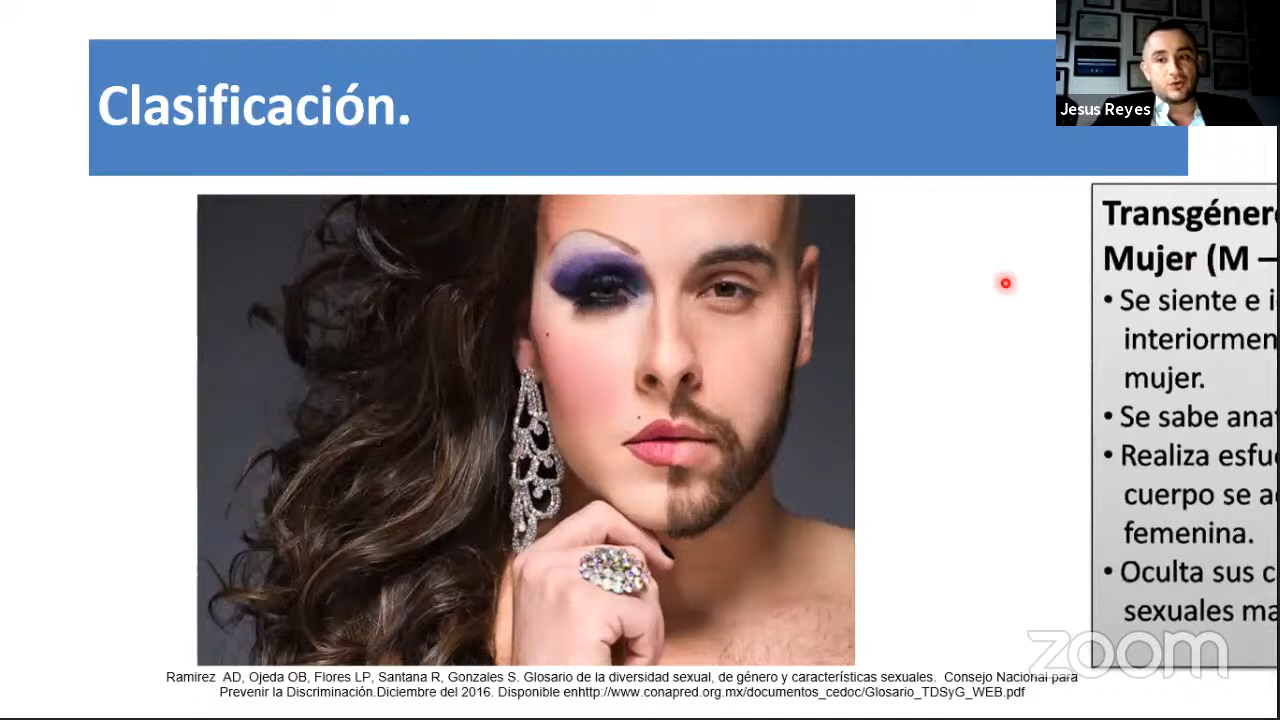 Clasificación.
Jesus Reyes
Transgéner
Mujer (M –
• Se siente e i
interiormen
mujer.
• Se sabe ana
• Realiza esfu
cuerpo se a
femenina.
• Oculta sus c
sexuales ma
zoom
Ramirez AD, Ojeda OB, Flores LP, Santana R, Gonzales S. Glosario de la diversidad sexual, de género y características sexuales. Consejo Nacional para
Prevenir la Discriminación.Diciembre del 2016. Disponible enhttp://www.conapred.org.mx/documentos_cedoc/Glosario_TDSyG_WEB.pdf